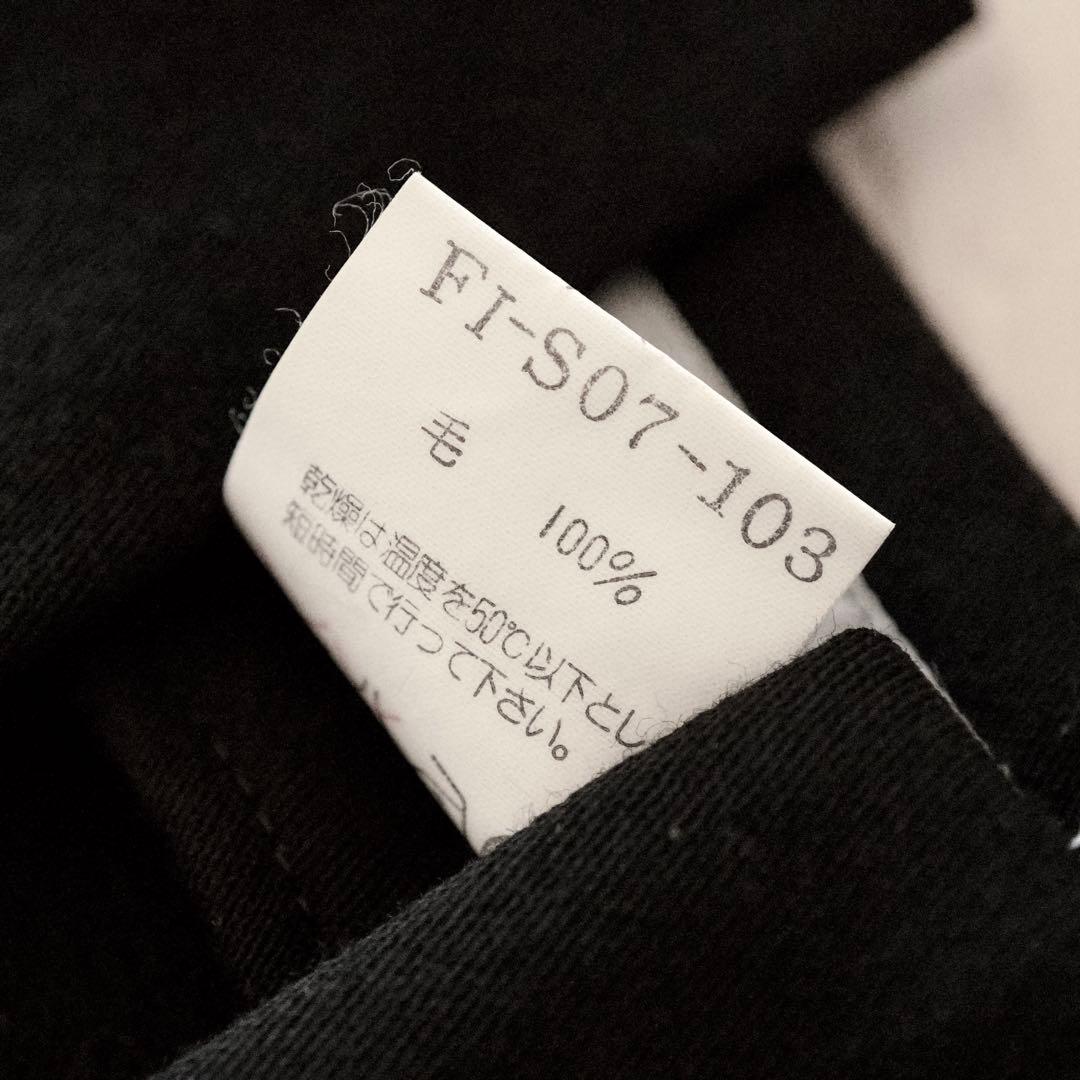 FI-S07-103
毛 100%
乾燥は温度を50℃以下とし
短時間で行って下さい。